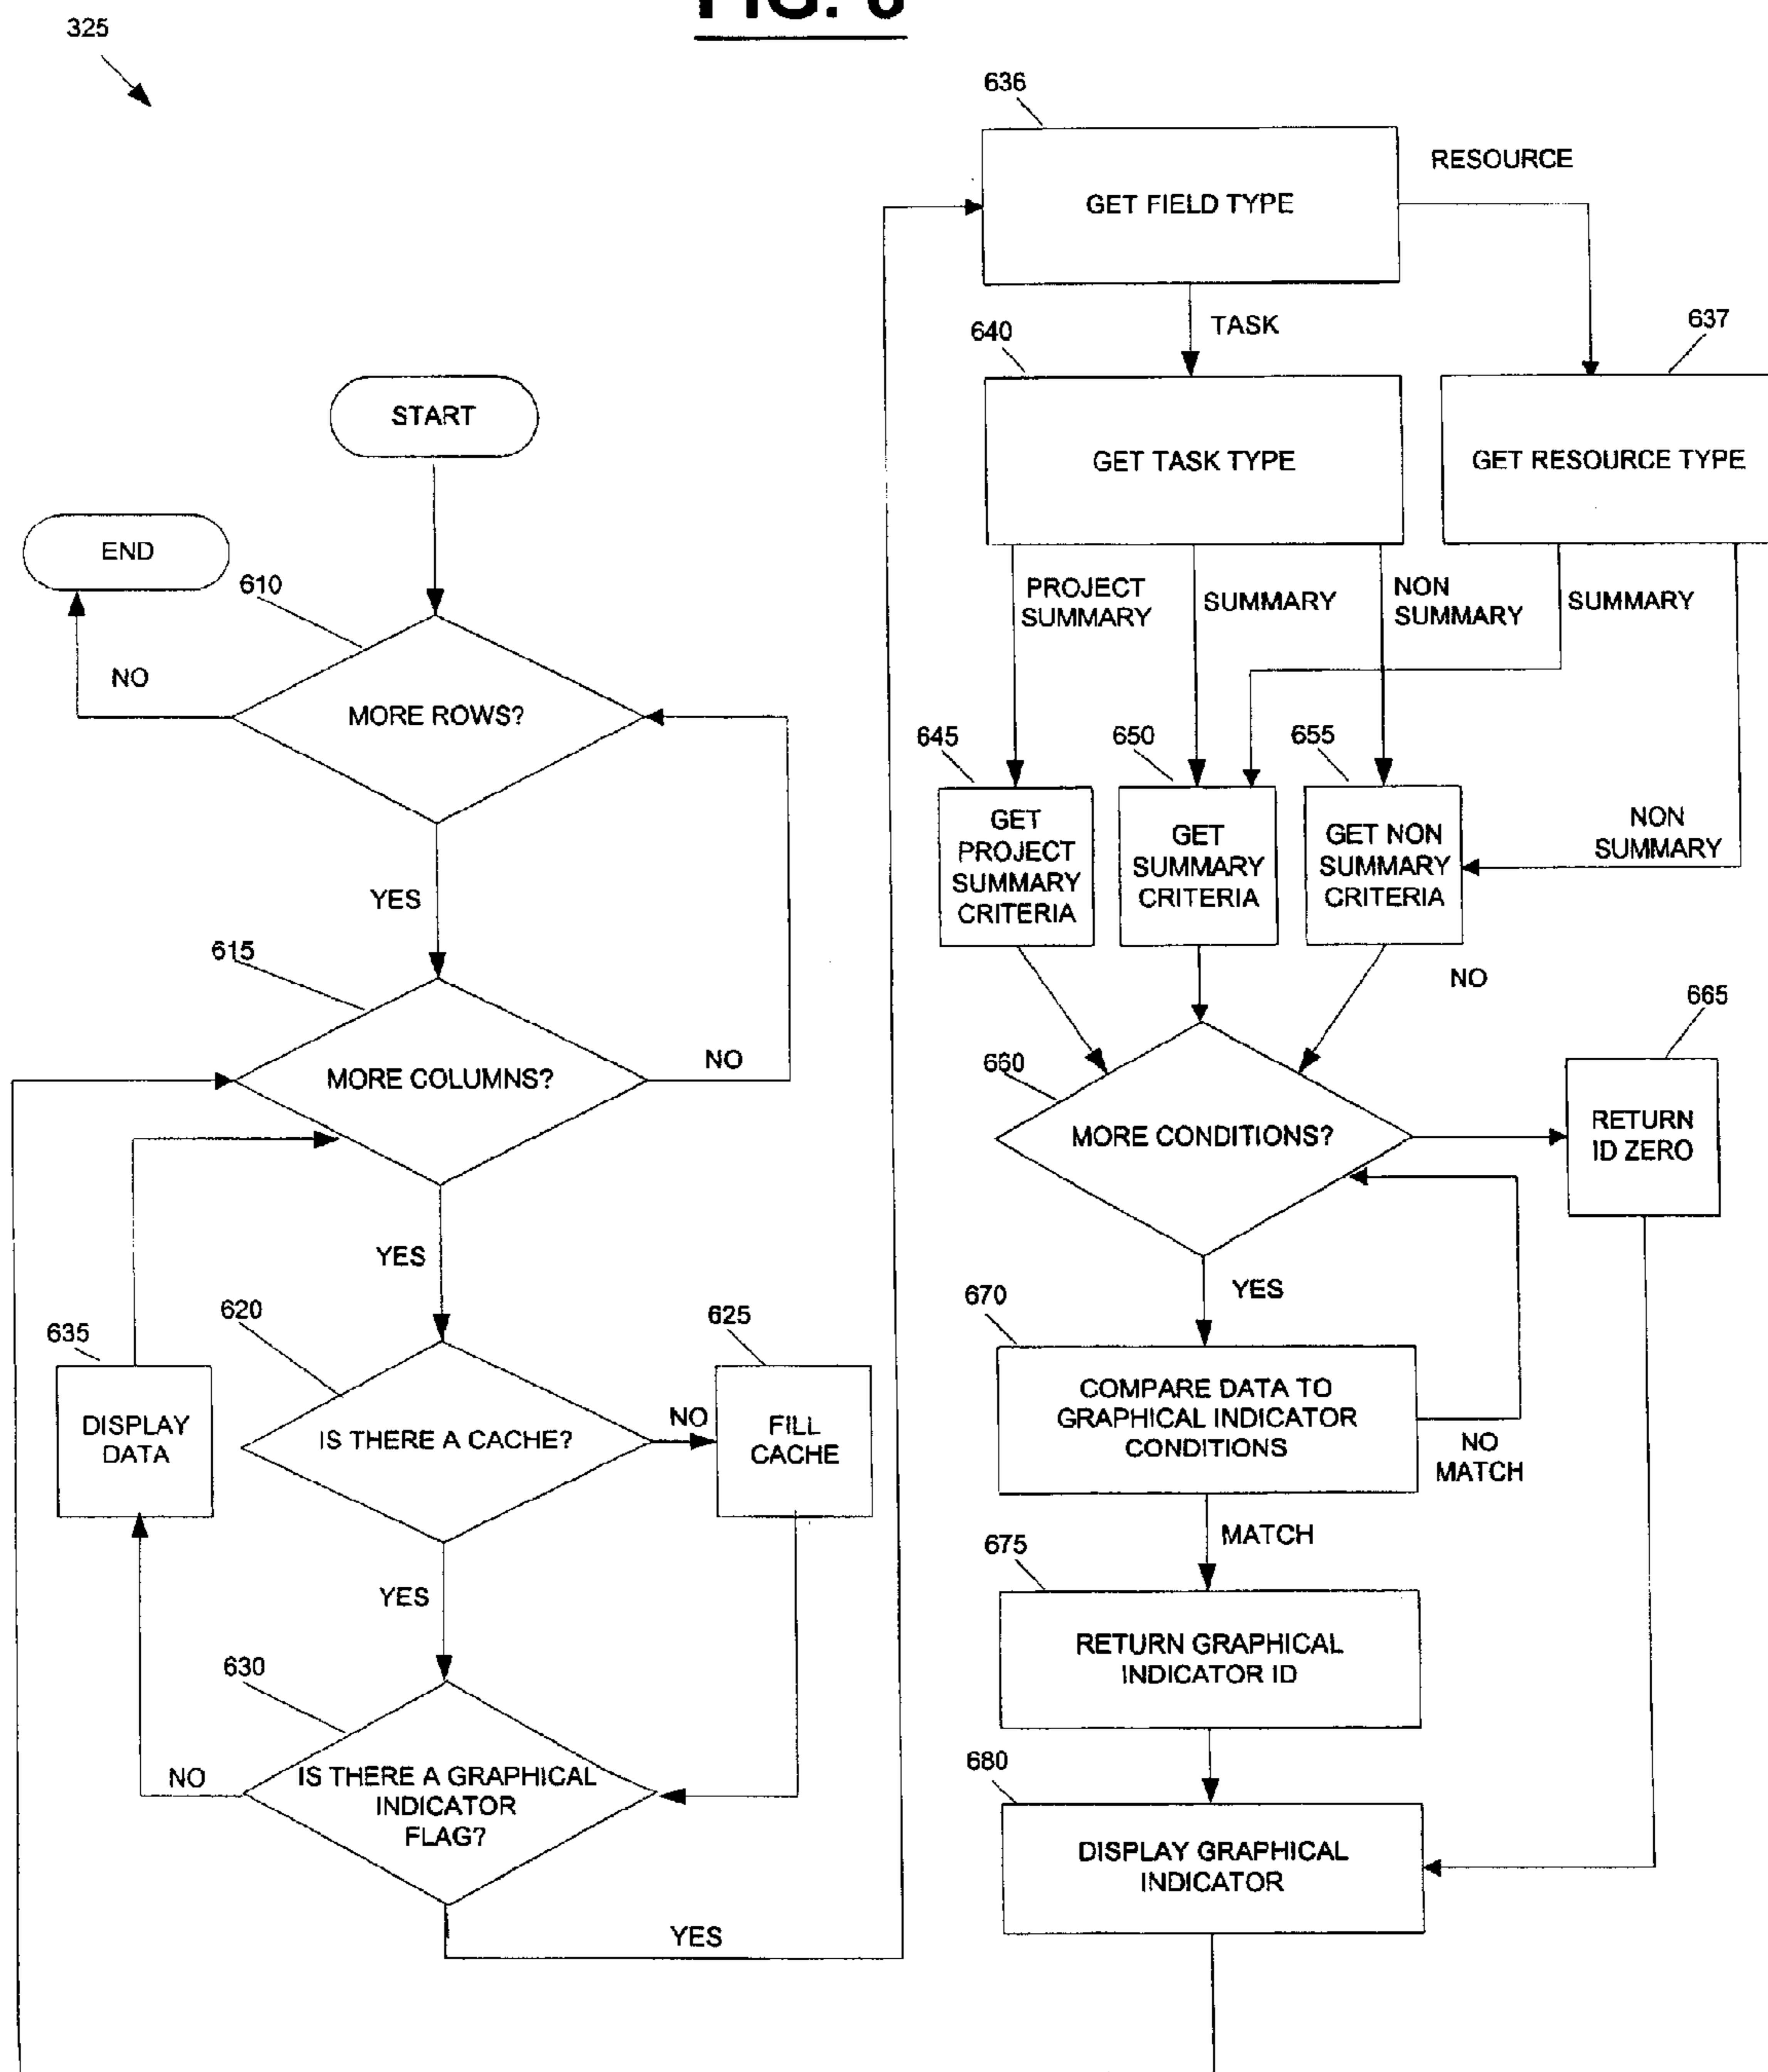 325
636
RESOURCE
GET FIELD TYPE
TASK
640
637
START
GET TASK TYPE
GET RESOURCE TYPE
END
610
PROJECT
SUMMARY
SUMMARY
NON
SUMMARY
SUMMARY
NO
MORE ROWS?
645
650
655
GET
PROJECT
SUMMARY
CRITERIA
GET
SUMMARY
CRITERIA
GET NON
SUMMARY
CRITERIA
NON
SUMMARY
YES
615
NO
665
MORE COLUMNS?
NO
660
MORE CONDITIONS?
RETURN
ID ZERO
YES
YES
620
625
635
670
DISPLAY
DATA
IS THERE A CACHE?
NO
FILL
CACHE
COMPARE DATA TO
GRAPHICAL INDICATOR
CONDITIONS
NO
MATCH
MATCH
675
YES
RETURN GRAPHICAL
INDICATOR ID
630
680
NO
IS THERE A GRAPHICAL
INDICATOR
FLAG?
DISPLAY GRAPHICAL
INDICATOR
YES